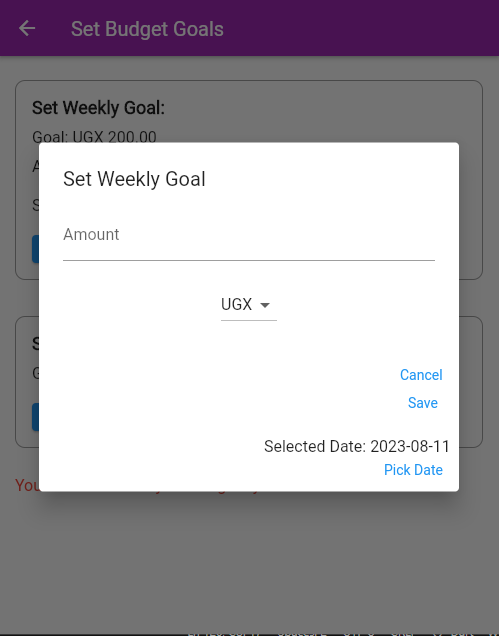 Set Budget Goals
Set Weekly Goal:
Goal: UGX 200.00
Set Weekly Goal
Amount
UGX
Cancel
Save
Selected Date: 2023-08-11
Pick Date
You